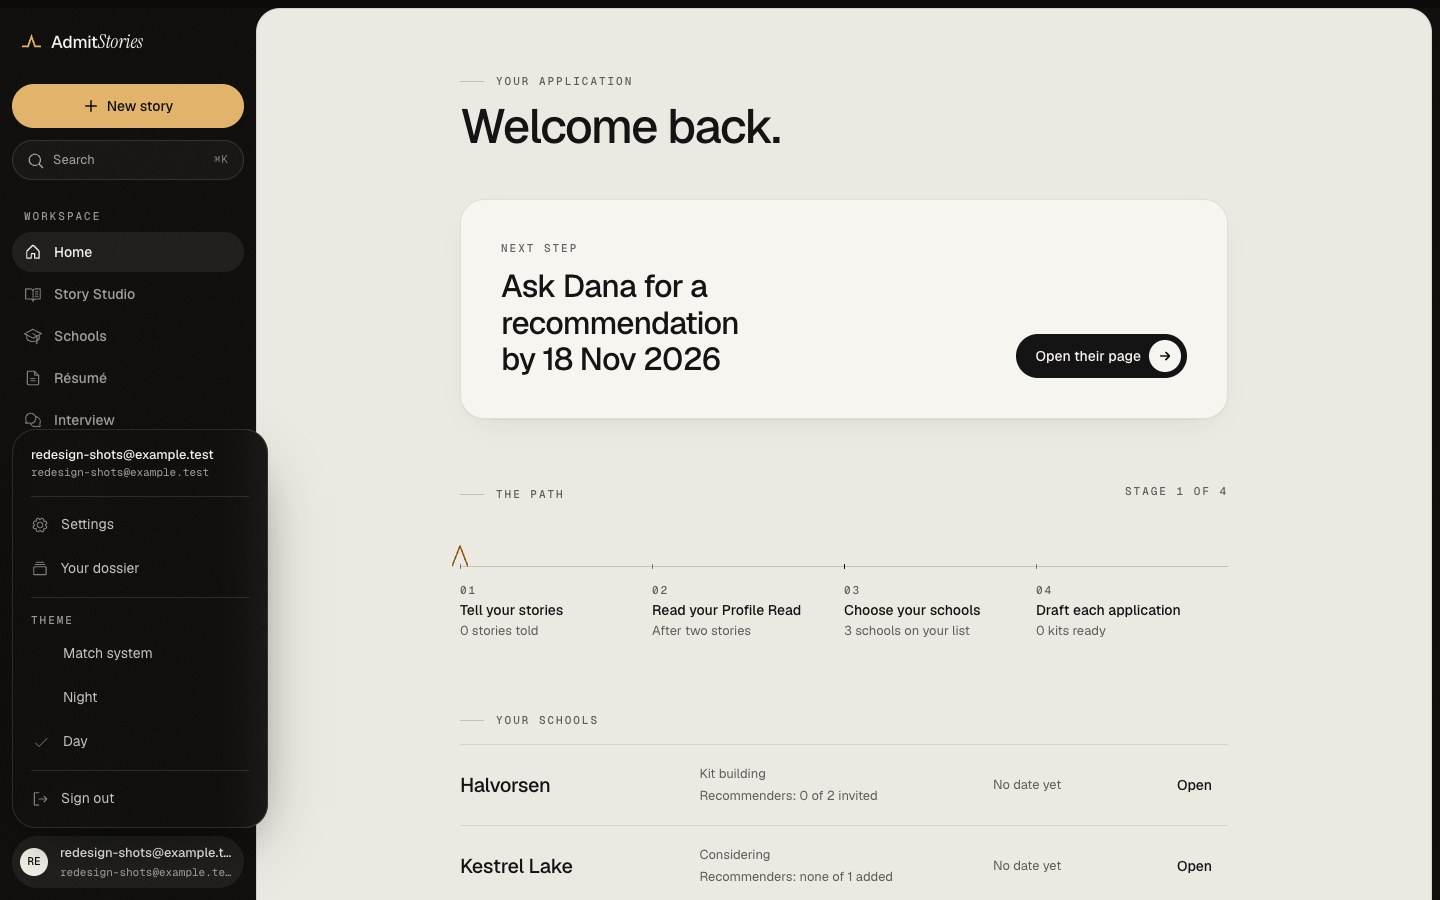 AdmitStories
New story
Search ⌘K
WORKSPACE
Home
Story Studio
Schools
Résumé
Interview
redesign-shots@example.test
redesign-shots@example.test
Settings
Your dossier
THEME
Match system
Night
Day
Sign out
RE
redesign-shots@example.t…
redesign-shots@example.te…
YOUR APPLICATION
Welcome back.
NEXT STEP
Ask Dana for a
recommendation
by 18 Nov 2026
Open their page
THE PATH
STAGE 1 OF 4
01
Tell your stories
0 stories told
02
Read your Profile Read
After two stories
03
Choose your schools
3 schools on your list
04
Draft each application
0 kits ready
YOUR SCHOOLS
Halvorsen
Kit building
Recommenders: 0 of 2 invited
No date yet
Open
Kestrel Lake
Considering
Recommenders: none of 1 added
No date yet
Open